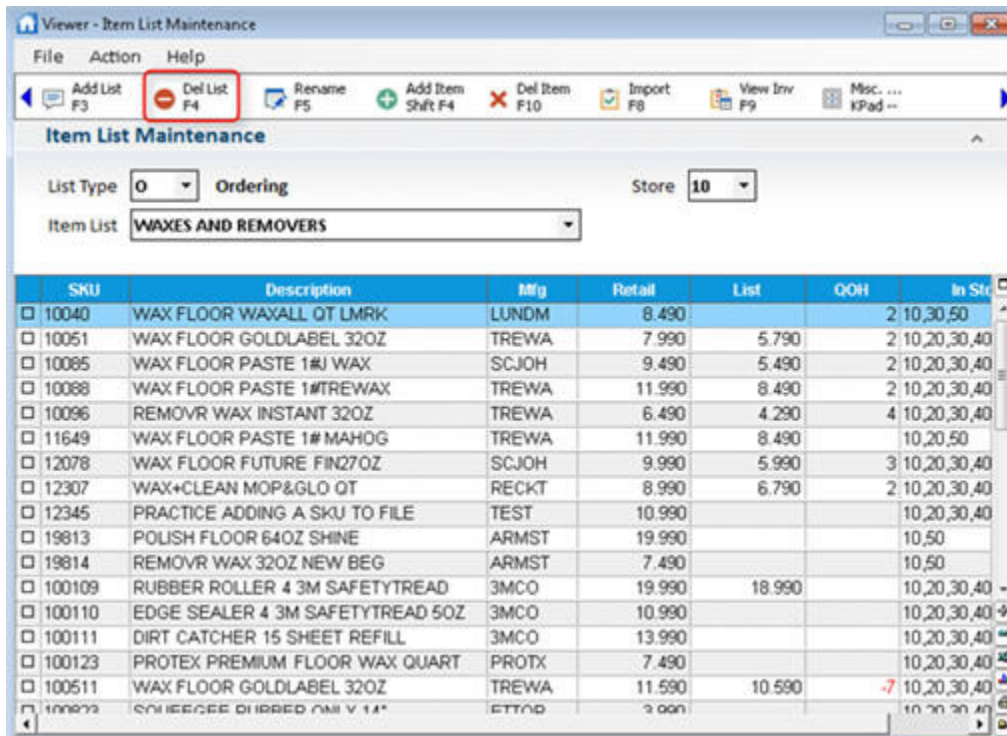 Viewer - Item List Maintenance
File Action Help
Add List F3 Del List F4 Rename F5 Add Item Shift F4 Del Item F10 Import F8 View Inv F9 Misc. ... KPad --
Item List Maintenance
List Type O Ordering Store 10
Item List WAXES AND REMOVERS
SKU Description Mfg Retail List QOH In Sto
10040 WAX FLOOR WAXALL QT LMRK LUNDM 8.490 2 10,30,50
10051 WAX FLOOR GOLDLABEL 32OZ TREWA 7.990 5.790 2 10,20,30,40
10085 WAX FLOOR PASTE 1#J WAX SCJOH 9.490 5.490 2 10,20,30,40
10088 WAX FLOOR PASTE 1#TREWAX TREWA 11.990 8.490 2 10,20,30,40
10096 REMOVR WAX INSTANT 32OZ TREWA 6.490 4.290 4 10,20,30,40
11649 WAX FLOOR PASTE 1# MAHOG TREWA 11.990 8.490 10,20,50
12078 WAX FLOOR FUTURE FIN27OZ SCJOH 9.990 5.990 3 10,20,30,40
12307 WAX+CLEAN MOP&GLO QT RECKT 8.990 6.790 2 10,20,30,40
12345 PRACTICE ADDING A SKU TO FILE TEST 10.990 10,20,30,40
19813 POLISH FLOOR 64OZ SHINE ARMST 19.990 10,50
19814 REMOVR WAX 32OZ NEW BEG ARMST 7.490 10,50
100109 RUBBER ROLLER 4 3M SAFETYTREAD 3MCO 19.990 18.990 10,20,30,40
100110 EDGE SEALER 4 3M SAFETYTREAD 5OZ 3MCO 10.990 10,20,30,40
100111 DIRT CATCHER 15 SHEET REFILL 3MCO 13.990 10,20,30,40
100123 PROTEX PREMIUM FLOOR WAX QUART PROTX 7.490 10,20,30,40
100511 WAX FLOOR GOLDLABEL 32OZ TREWA 11.590 10.590 -7 10,20,30,40
100823 SQUEEGEE RUBBER ONLY 14" ETTOR 3.990 10,20,30,40